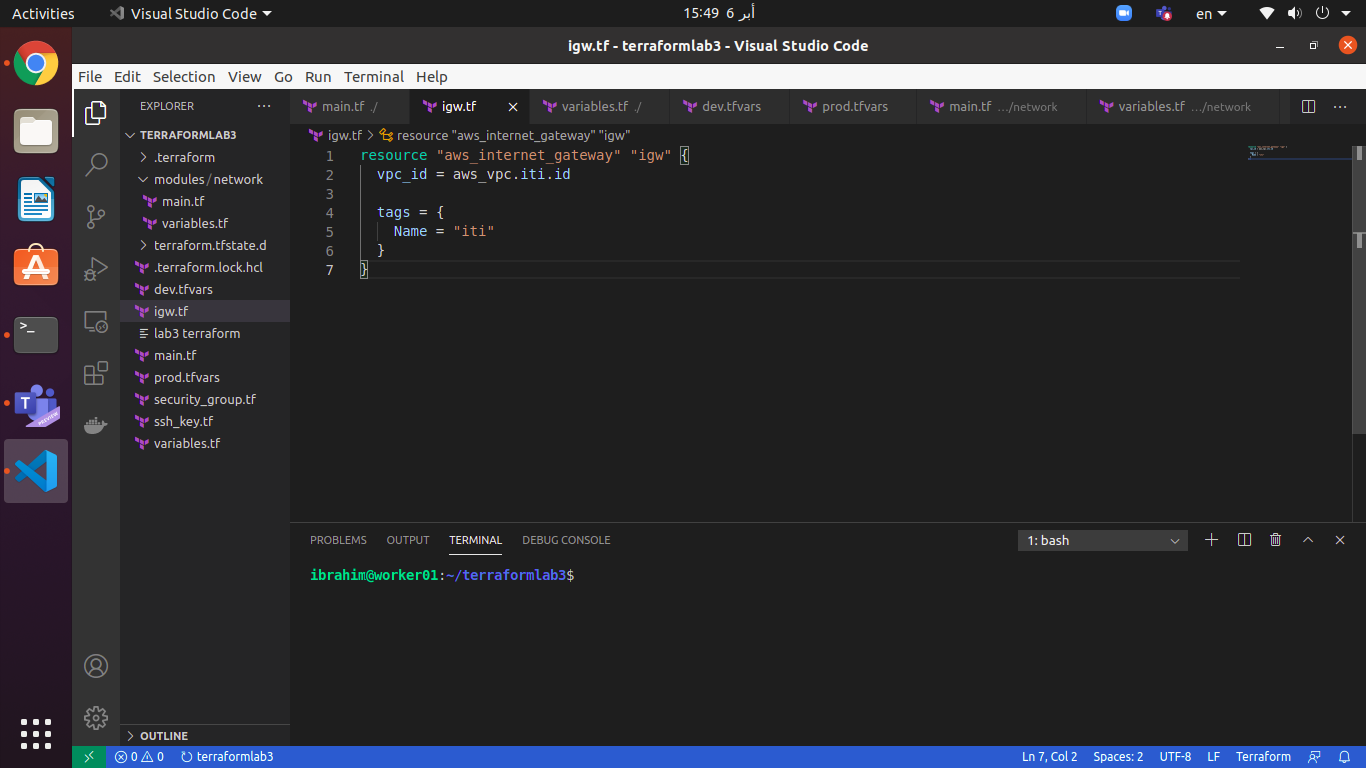 Activities
Visual Studio Code
15:49 6 أبر
en
igw.tf - terraformlab3 - Visual Studio Code
File Edit Selection View Go Run Terminal Help
EXPLORER
TERRAFORMLAB3
.terraform
modules/network
main.tf
variables.tf
terraform.tfstate.d
.terraform.lock.hcl
dev.tfvars
igw.tf
lab3 terraform
main.tf
prod.tfvars
security_group.tf
ssh_key.tf
variables.tf
OUTLINE
main.tf ./ igw.tf variables.tf ./ dev.tfvars prod.tfvars main.tf .../network variables.tf .../network
igw.tf > resource "aws_internet_gateway" "igw"
1 resource "aws_internet_gateway" "igw" {
2 vpc_id = aws_vpc.iti.id
3
4 tags = {
5 Name = "iti"
6 }
7 }
PROBLEMS OUTPUT TERMINAL DEBUG CONSOLE
1: bash
ibrahim@worker01:~/terraformlab3$
>_
T
PREVIEW
0 0 terraformlab3
Ln 7, Col 2 Spaces: 2 UTF-8 LF Terraform